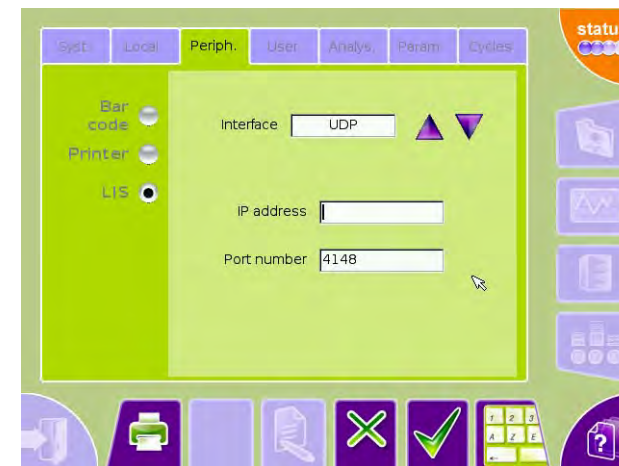 statu
Syst. Local Periph. User Analys. Param. Cycles
Bar
code
Printer
LIS
Interface UDP
IP address
Port number 4148
1 2 3
A Z E
?